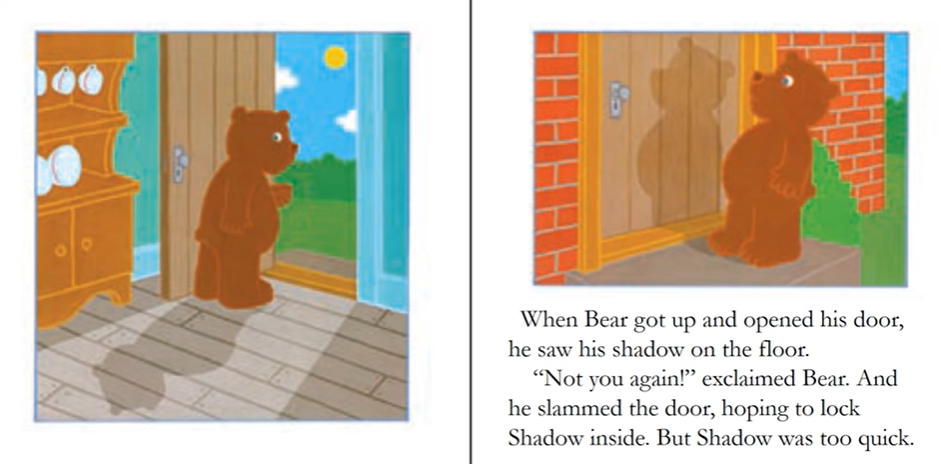 When Bear got up and opened his door,
he saw his shadow on the floor.
“Not you again!” exclaimed Bear. And
he slammed the door, hoping to lock
Shadow inside. But Shadow was too quick.